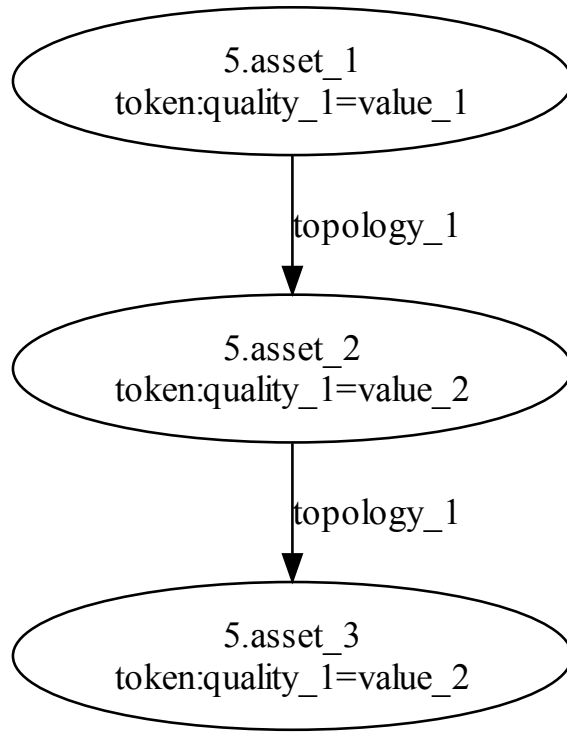 5.asset_1
token:quality_1=value_1
topology_1
5.asset_2
token:quality_1=value_2
topology_1
5.asset_3
token:quality_1=value_2